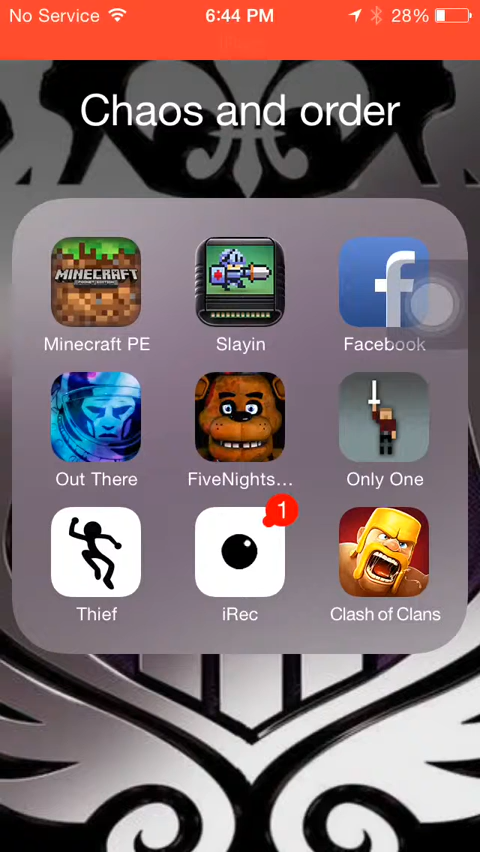 No Service 6:44 PM 28%
Chaos and order
MINECRAFT
f
Minecraft PE Slayin Facebook
Out There FiveNights... Only One
1
Thief iRec Clash of Clans